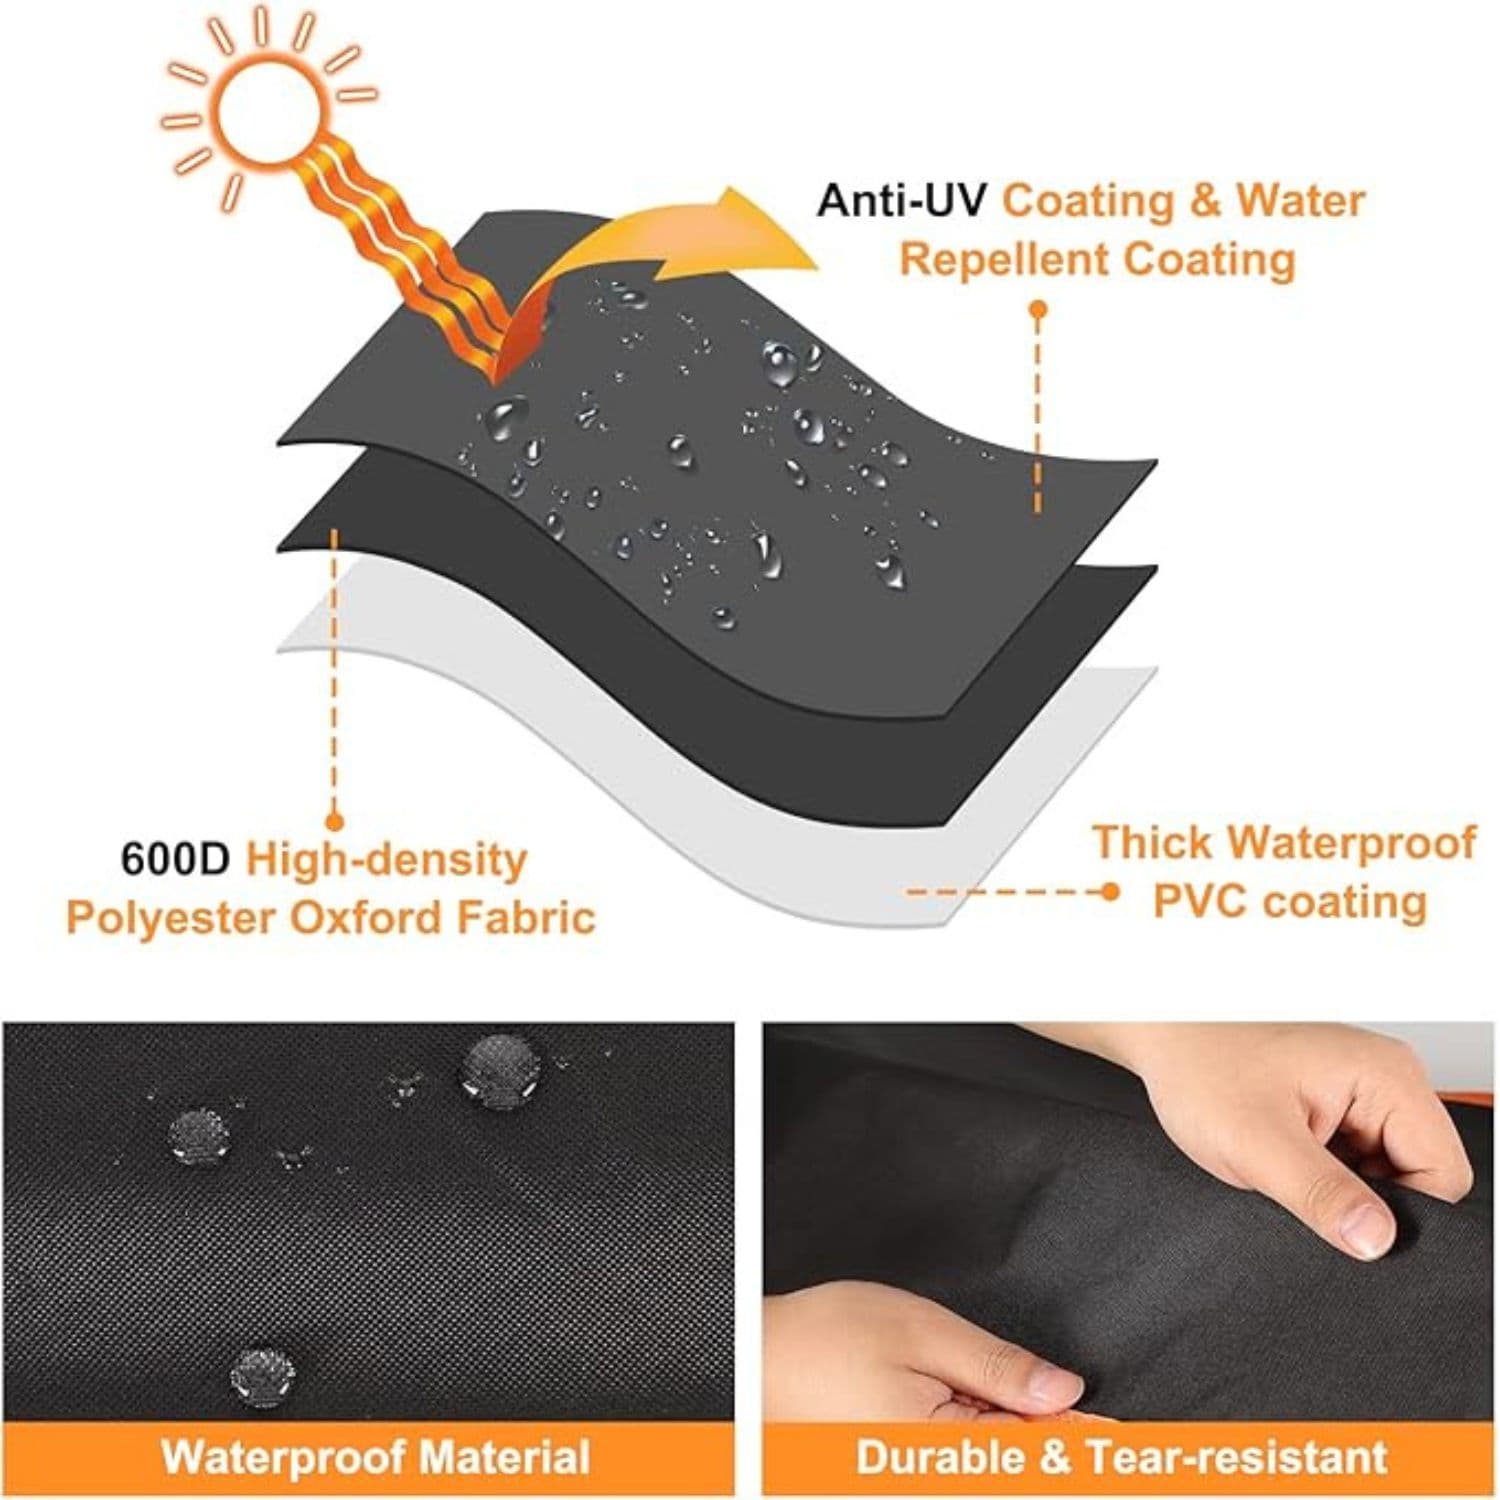 Anti-UV Coating & Water
Repellent Coating
600D High-density
Polyester Oxford Fabric
Thick Waterproof
PVC coating
Waterproof Material
Durable & Tear-resistant